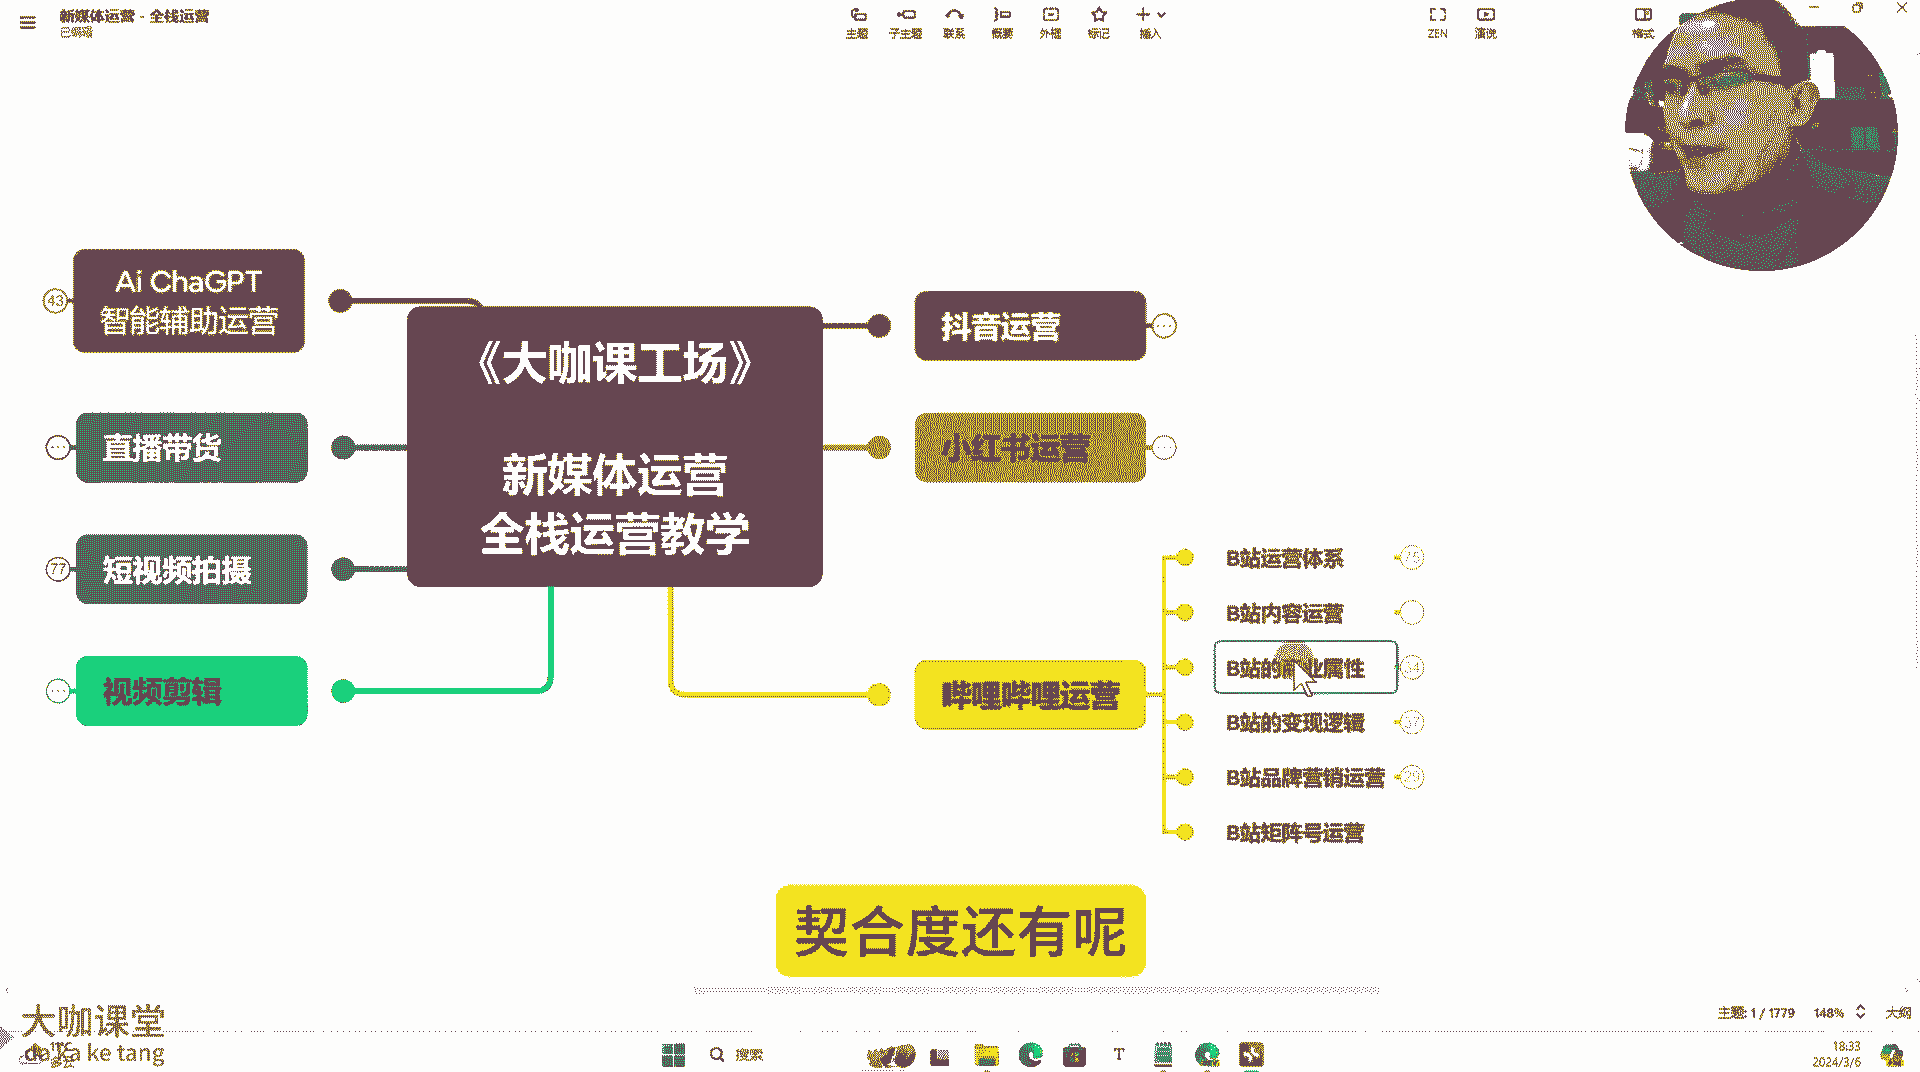 新媒体运营 - 全栈运营
已编辑
主题
子主题
联系
概要
外框
标记
插入
ZEN
演说
格式
43
Ai ChaGPT
智能辅助运营
直播带货
77
短视频拍摄
视频剪辑
《大咖课工场》
新媒体运营
全栈运营教学
抖音运营
小红书运营
哔哩哔哩运营
B站运营体系
75
B站内容运营
B站的商业属性
34
B站的变现逻辑
37
B站品牌营销运营
29
B站矩阵号运营
契合度还有呢
大咖课堂
da ka ke tang
主题: 1 / 1779
148%
大纲
搜索
18:33
2024/3/6